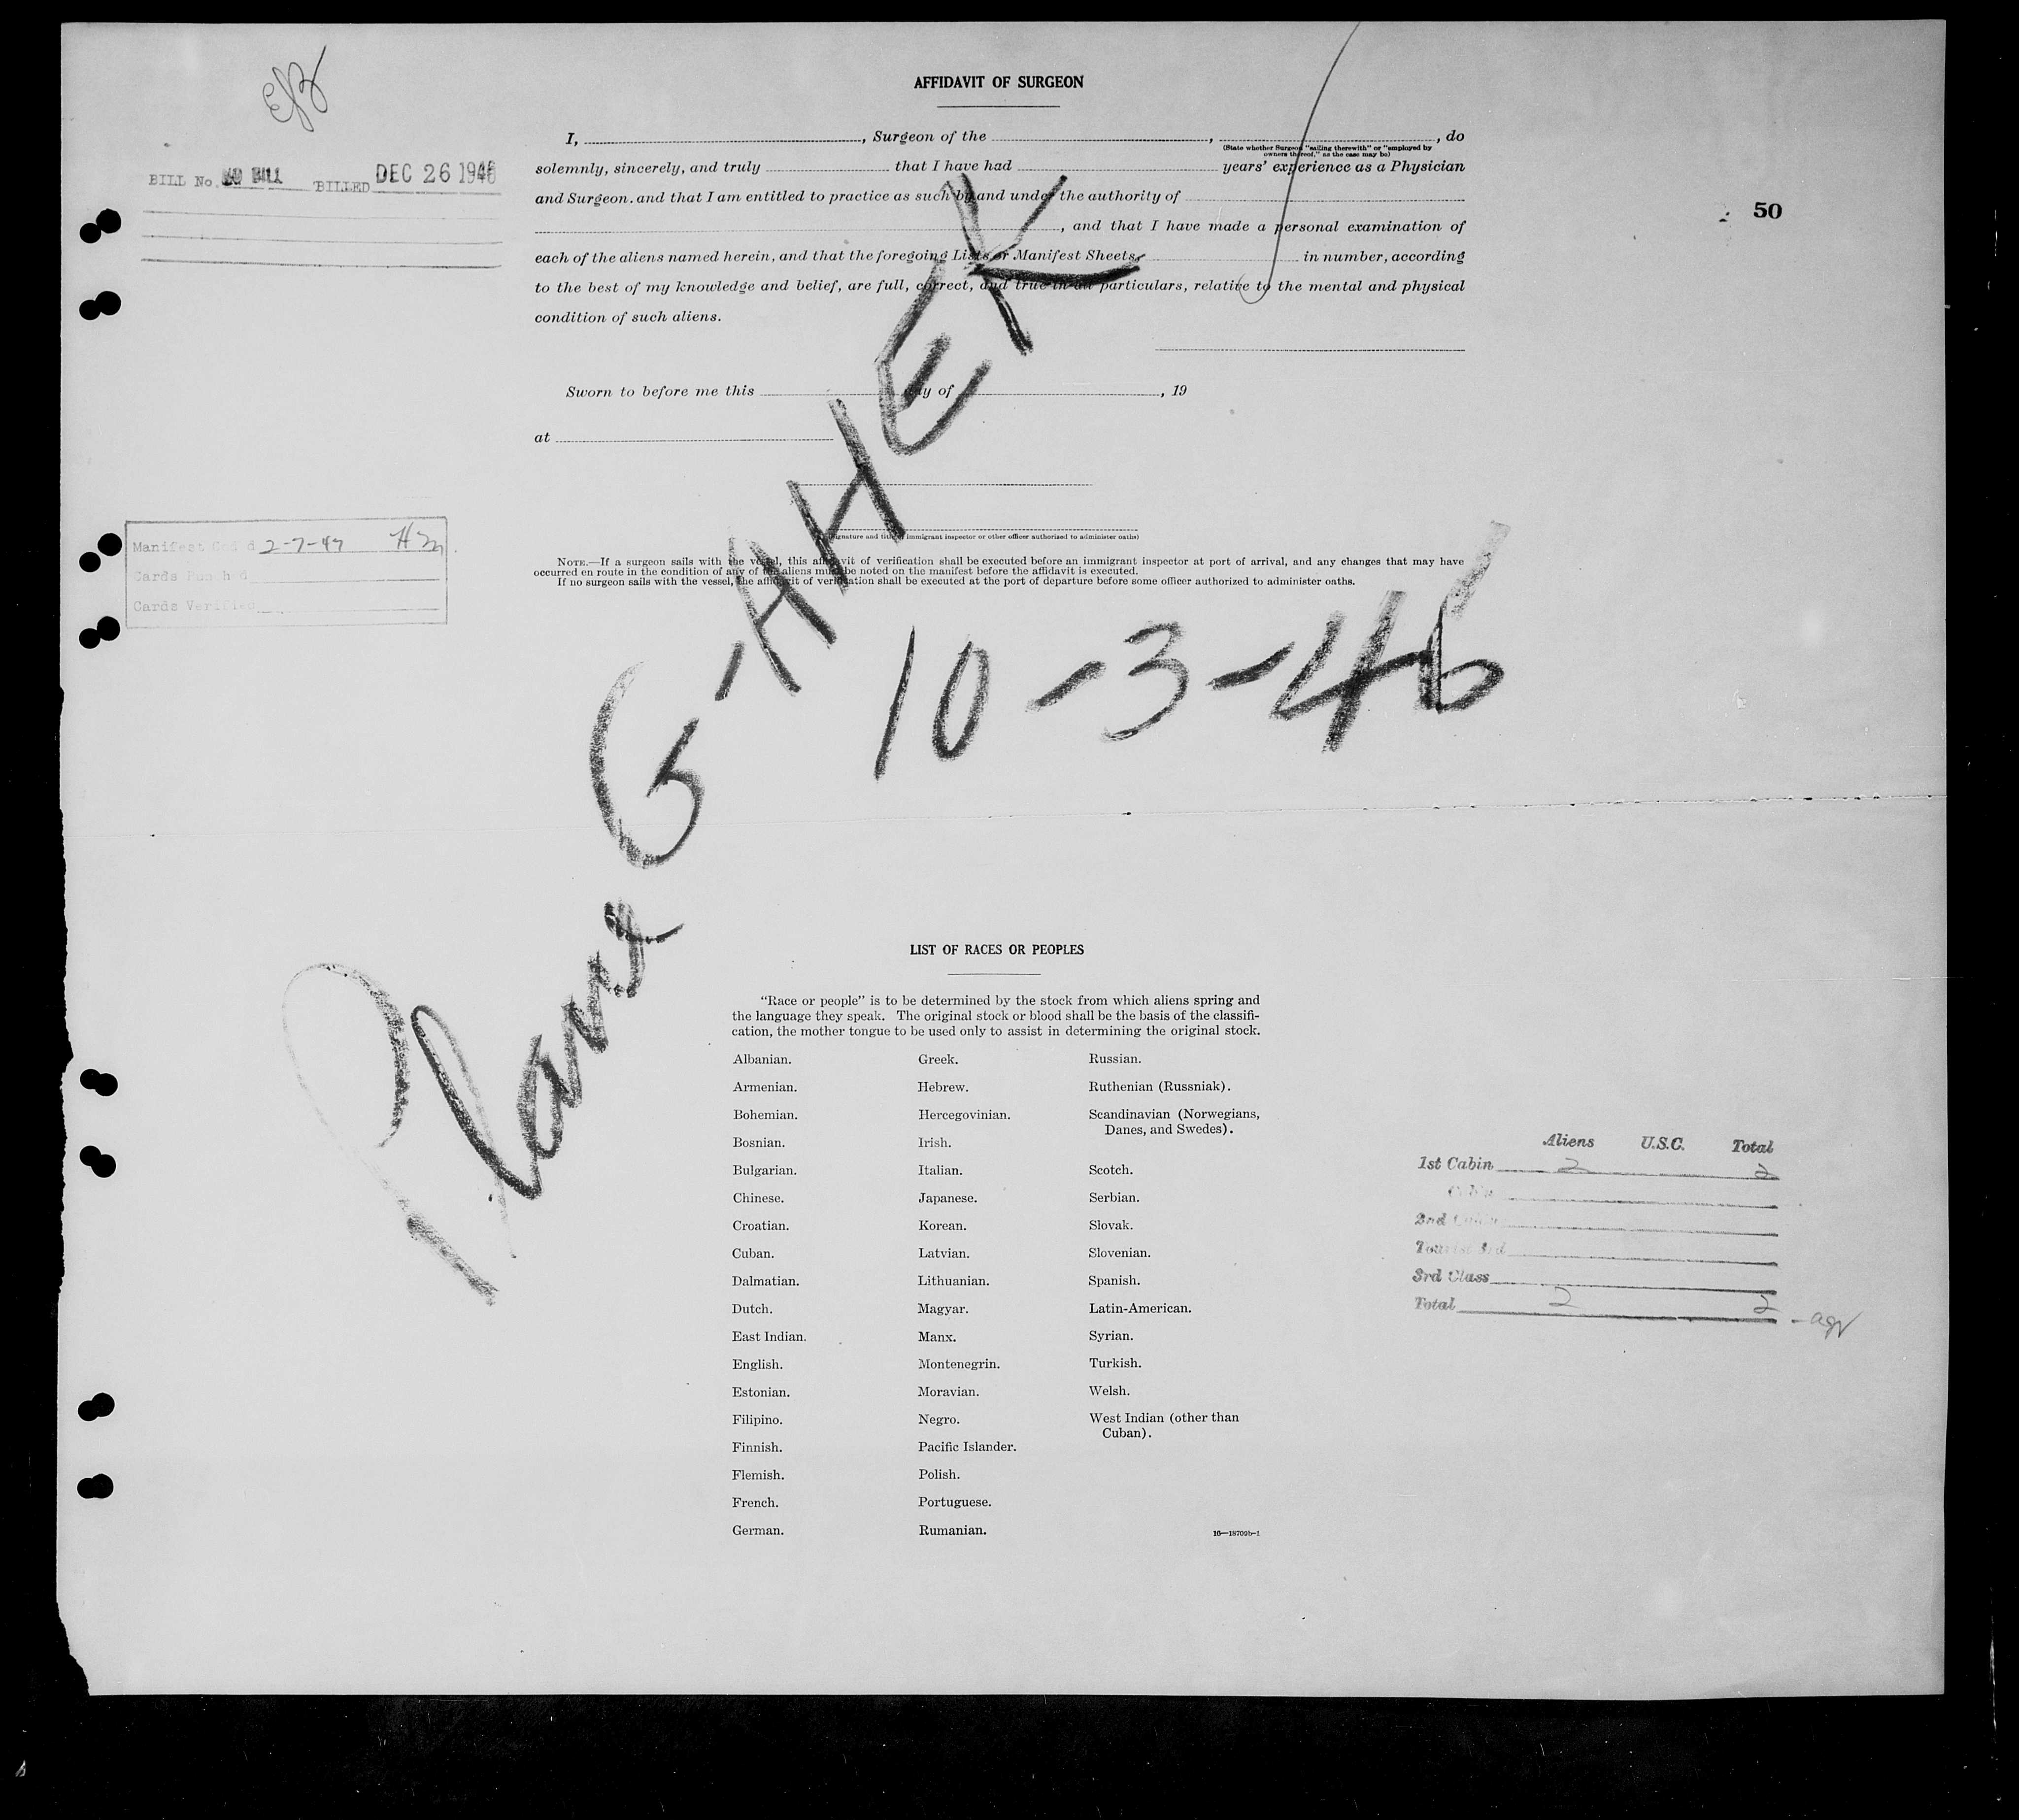 AFFIDAVIT OF SURGEON
I, , Surgeon of the , , do
(State whether Surgeon "sailing therewith" or "employed by
owners thereof," as the case may be)
solemnly, sincerely, and truly that I have had years' experience as a Physician
and Surgeon. and that I am entitled to practice as such by and under the authority of
, and that I have made a personal examination of
each of the aliens named herein, and that the foregoing Lists or Manifest Sheets, in number, according
to the best of my knowledge and belief, are full, correct, and true in all particulars, relative to the mental and physical
condition of such aliens.
Sworn to before me this day of , 19
at
(Signature and title of immigrant inspector or other officer authorized to administer oaths)
NOTE.—If a surgeon sails with the vessel, this affidavit of verification shall be executed before an immigrant inspector at port of arrival, and any changes that may have
occurred en route in the condition of any of the aliens must be noted on the manifest before the affidavit is executed.
If no surgeon sails with the vessel, the affidavit of verification shall be executed at the port of departure before some officer authorized to administer oaths.
BILL No. NO BILL BILLED DEC 26 1946
50
Manifest 2-7-47
Cards Punched
Cards Verified
Plane G-AHEK
10-3-46
LIST OF RACES OR PEOPLES
"Race or people" is to be determined by the stock from which aliens spring and
the language they speak. The original stock or blood shall be the basis of the classifi-
cation, the mother tongue to be used only to assist in determining the original stock.
Albanian.
Armenian.
Bohemian.
Bosnian.
Bulgarian.
Chinese.
Croatian.
Cuban.
Dalmatian.
Dutch.
East Indian.
English.
Estonian.
Filipino.
Finnish.
Flemish.
French.
German.
Greek.
Hebrew.
Hercegovinian.
Irish.
Italian.
Japanese.
Korean.
Latvian.
Lithuanian.
Magyar.
Manx.
Montenegrin.
Moravian.
Negro.
Pacific Islander.
Polish.
Portuguese.
Rumanian.
Russian.
Ruthenian (Russniak).
Scandinavian (Norwegians,
Danes, and Swedes).
Scotch.
Serbian.
Slovak.
Slovenian.
Spanish.
Latin-American.
Syrian.
Turkish.
Welsh.
West Indian (other than
Cuban).
16—18709b-1
Aliens U.S.C. Total
1st Cabin 2 2
Cabin
2nd Cabin
Tourist 3rd
3rd Class
Total 2 2